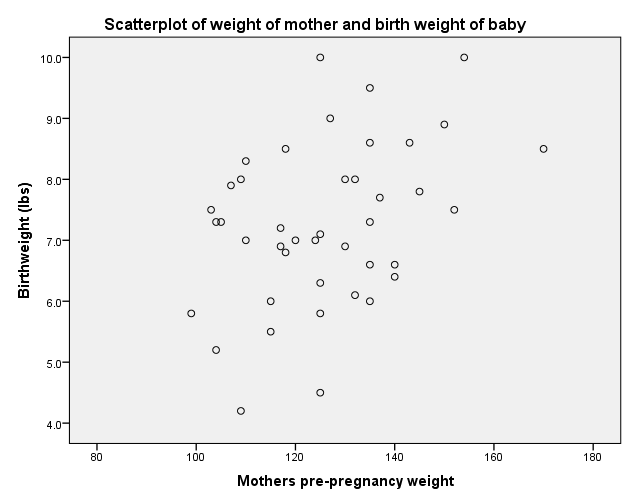 Scatterplot of weight of mother and birth weight of baby
10.0
9.0
8.0
7.0
6.0
5.0
4.0
Birthweight (lbs)
80 100 120 140 160 180
Mothers pre-pregnancy weight